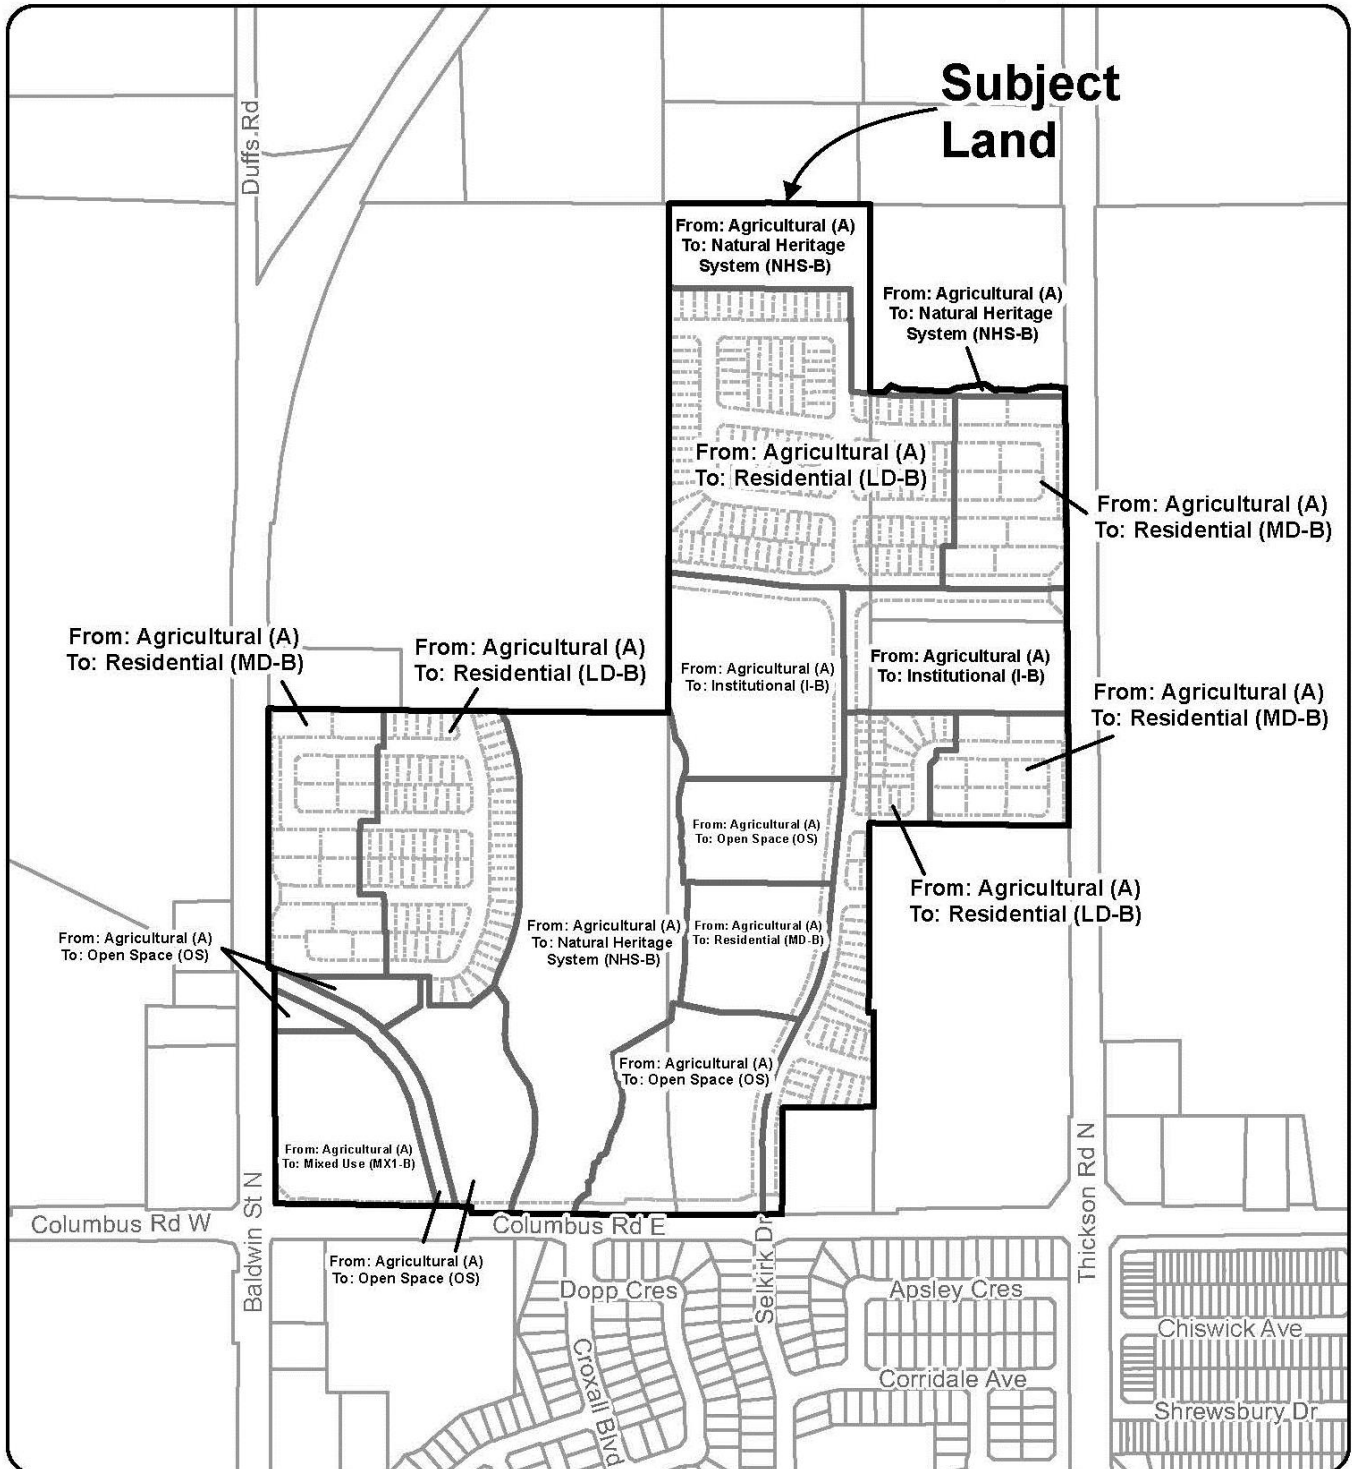 Subject
Land
Duffs Rd
From: Agricultural (A)
To: Natural Heritage
System (NHS-B)
From: Agricultural (A)
To: Natural Heritage
System (NHS-B)
From: Agricultural (A)
To: Residential (LD-B)
From: Agricultural (A)
To: Residential (MD-B)
From: Agricultural (A)
To: Residential (MD-B)
From: Agricultural (A)
To: Residential (LD-B)
From: Agricultural (A)
To: Institutional (I-B)
From: Agricultural (A)
To: Institutional (I-B)
From: Agricultural (A)
To: Residential (MD-B)
From: Agricultural (A)
To: Open Space (OS)
From: Agricultural (A)
To: Residential (LD-B)
From: Agricultural (A)
To: Open Space (OS)
From: Agricultural (A)
To: Natural Heritage
System (NHS-B)
From: Agricultural (A)
To: Residential (MD-B)
From: Agricultural (A)
To: Open Space (OS)
From: Agricultural (A)
To: Mixed Use (MX1-B)
Columbus Rd W
Baldwin St N
Columbus Rd E
Thickson Rd N
From: Agricultural (A)
To: Open Space (OS)
Dopp Cres
Selkirk Dr
Apsley Cres
Chiswick Ave
Croxall Blvd
Corridale Ave
Shrewsbury Dr